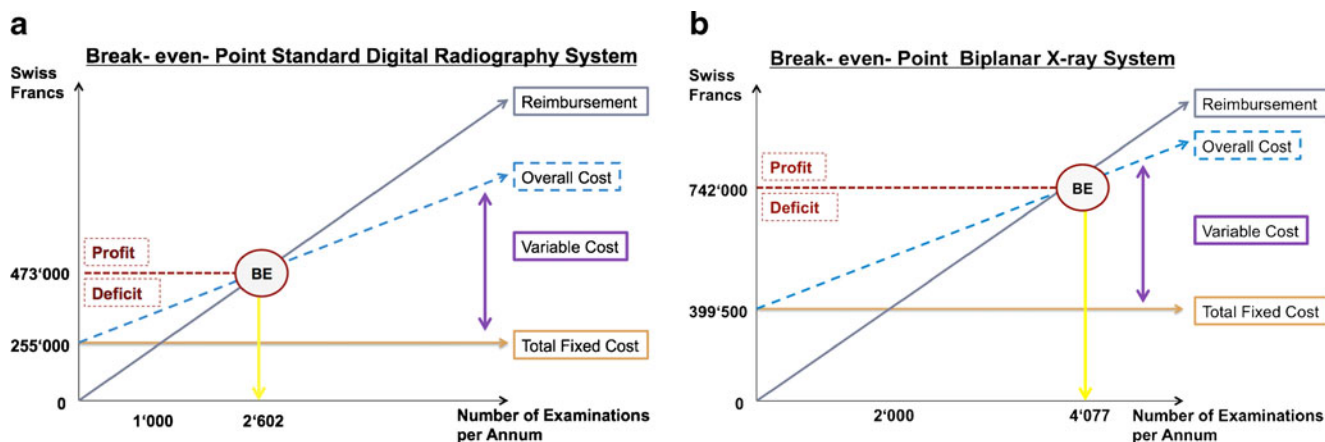 a
Break- even- Point Standard Digital Radiography System
Swiss
Francs
Reimbursement
Overall Cost
Profit
Variable Cost
473‘000
BE
Deficit
255‘000
Total Fixed Cost
0
1‘000
2‘602
Number of Examinations
per Annum
b
Break- even- Point Biplanar X-ray System
Swiss
Francs
Reimbursement
Overall Cost
Profit
742‘000
BE
Deficit
Variable Cost
399‘500
Total Fixed Cost
0
2‘000
4‘077
Number of Examinations
per Annum